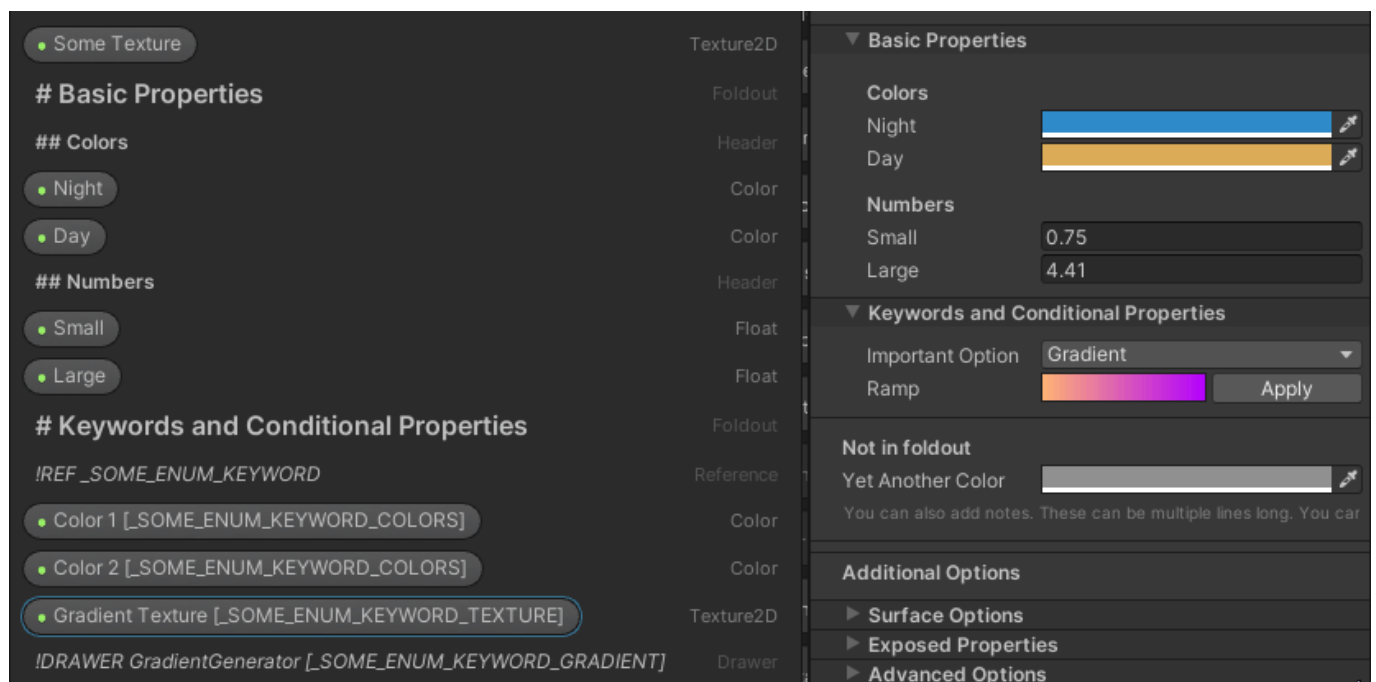 Some Texture Texture2D
# Basic Properties Foldout
## Colors Header
Night Color
Day Color
## Numbers Header
Small Float
Large Float
# Keywords and Conditional Properties Foldout
!REF _SOME_ENUM_KEYWORD Reference
Color 1 [_SOME_ENUM_KEYWORD_COLORS] Color
Color 2 [_SOME_ENUM_KEYWORD_COLORS] Color
Gradient Texture [_SOME_ENUM_KEYWORD_TEXTURE] Texture2D
!DRAWER GradientGenerator [_SOME_ENUM_KEYWORD_GRADIENT] Drawer
Basic Properties
Colors
Night
Day
Numbers
Small 0.75
Large 4.41
Keywords and Conditional Properties
Important Option Gradient
Ramp Apply
Not in foldout
Yet Another Color
You can also add notes. These can be multiple lines long. You car
Additional Options
Surface Options
Exposed Properties
Advanced Options